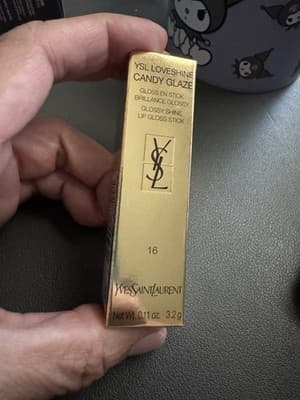 YSL LOVESHINE
CANDY GLAZE
GLOSS EN STICK
BRILLANCE GLOSSY
GLOSSY SHINE
LIP GLOSS STICK
YSL
16
YVESSAINTLAURENT
Net Wt. 0.11 oz. 3.2 g